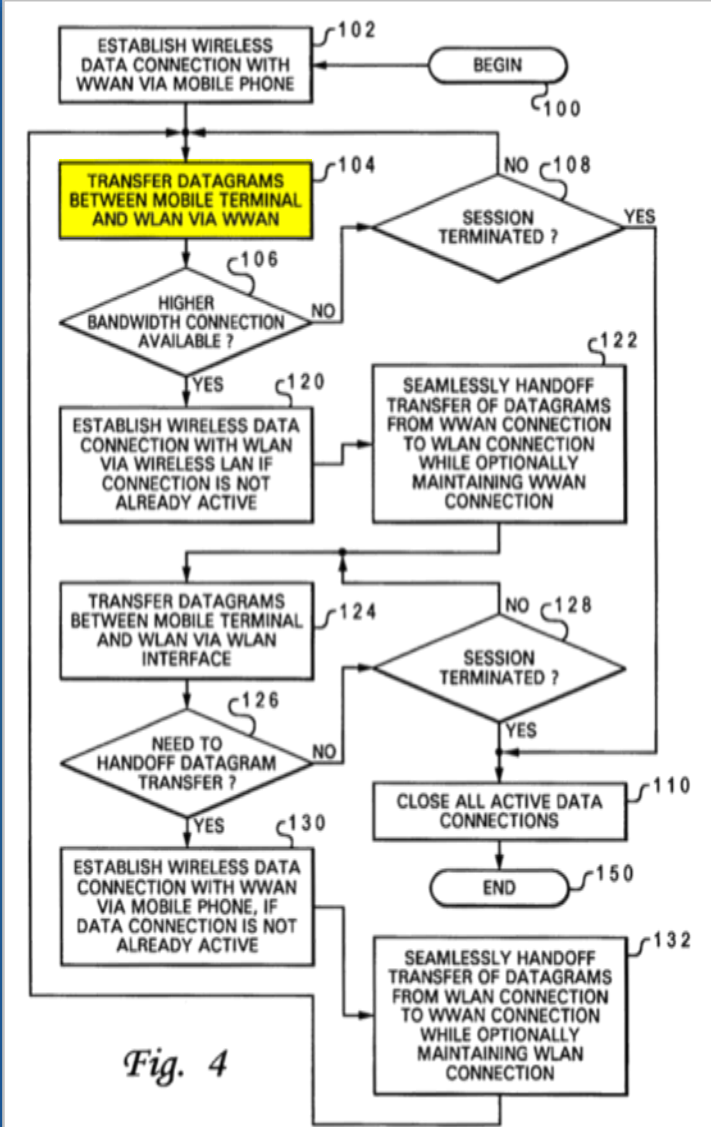 102
ESTABLISH WIRELESS
DATA CONNECTION WITH
WWAN VIA MOBILE PHONE
BEGIN
100
104
TRANSFER DATAGRAMS
BETWEEN MOBILE TERMINAL
AND WLAN VIA WWAN
NO
108
SESSION
TERMINATED ?
YES
106
HIGHER
BANDWIDTH CONNECTION
AVAILABLE ?
NO
YES
120
ESTABLISH WIRELESS DATA
CONNECTION WITH WLAN
VIA WIRELESS LAN IF
CONNECTION IS NOT
ALREADY ACTIVE
122
SEAMLESSLY HANDOFF
TRANSFER OF DATAGRAMS
FROM WWAN CONNECTION
TO WLAN CONNECTION
WHILE OPTIONALLY
MAINTAINING WWAN
CONNECTION
TRANSFER DATAGRAMS
BETWEEN MOBILE TERMINAL
AND WLAN VIA WLAN
INTERFACE
124
NO
128
SESSION
TERMINATED ?
YES
126
NEED TO
HANDOFF DATAGRAM
TRANSFER ?
NO
YES
110
CLOSE ALL ACTIVE DATA
CONNECTIONS
END
150
130
ESTABLISH WIRELESS DATA
CONNECTION WITH WWAN
VIA MOBILE PHONE, IF
DATA CONNECTION IS NOT
ALREADY ACTIVE
132
SEAMLESSLY HANDOFF
TRANSFER OF DATAGRAMS
FROM WLAN CONNECTION
TO WWAN CONNECTION
WHILE OPTIONALLY
MAINTAINING WLAN
CONNECTION
Fig. 4